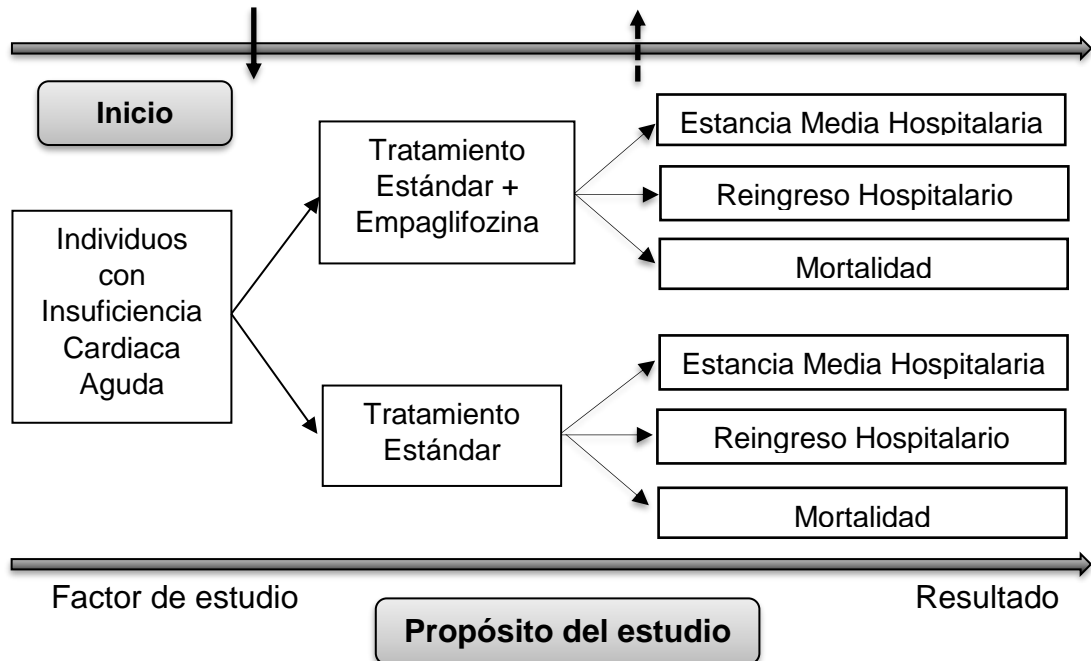 Inicio
Individuos
con
Insuficiencia
Cardiaca
Aguda
Tratamiento
Estándar +
Empaglifozina
Estancia Media Hospitalaria
Reingreso Hospitalario
Mortalidad
Tratamiento
Estándar
Estancia Media Hospitalaria
Reingreso Hospitalario
Mortalidad
Factor de estudio
Resultado
Propósito del estudio